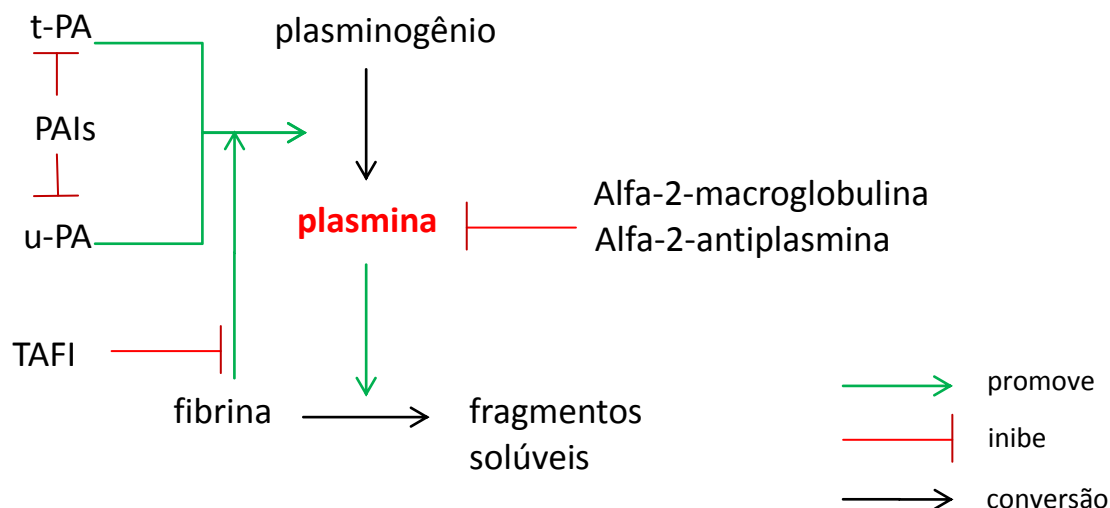 t-PA
plasminogênio
PAIs
Alfa-2-macroglobulina
plasmina
Alfa-2-antiplasmina
u-PA
TAFI
promove
fibrina
fragmentos
solúveis
inibe
conversão